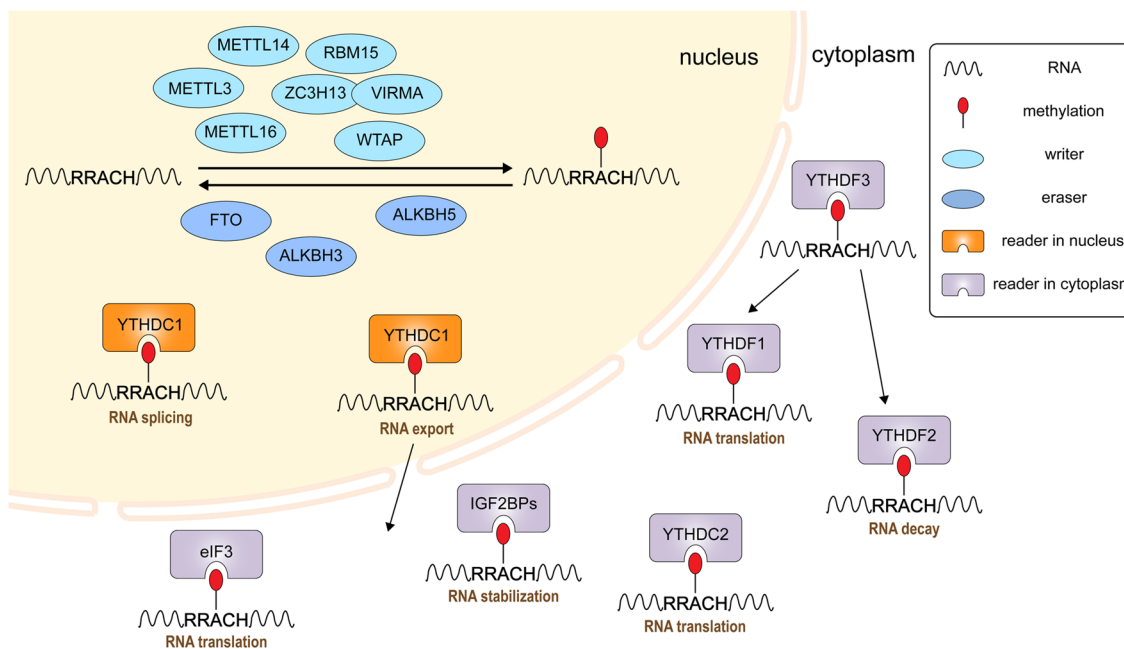 METTL14
RBM15
METTL3
ZC3H13
VIRMA
METTL16
WTAP
RRACH
RRACH
FTO
ALKBH5
ALKBH3
nucleus
cytoplasm
RNA
methylation
writer
eraser
reader in nucleus
reader in cytoplasm
YTHDF3
RRACH
YTHDC1
RRACH
RNA splicing
YTHDC1
RRACH
RNA export
YTHDF1
RRACH
RNA translation
YTHDF2
RRACH
RNA decay
eIF3
RRACH
RNA translation
IGF2BPs
RRACH
RNA stabilization
YTHDC2
RRACH
RNA translation